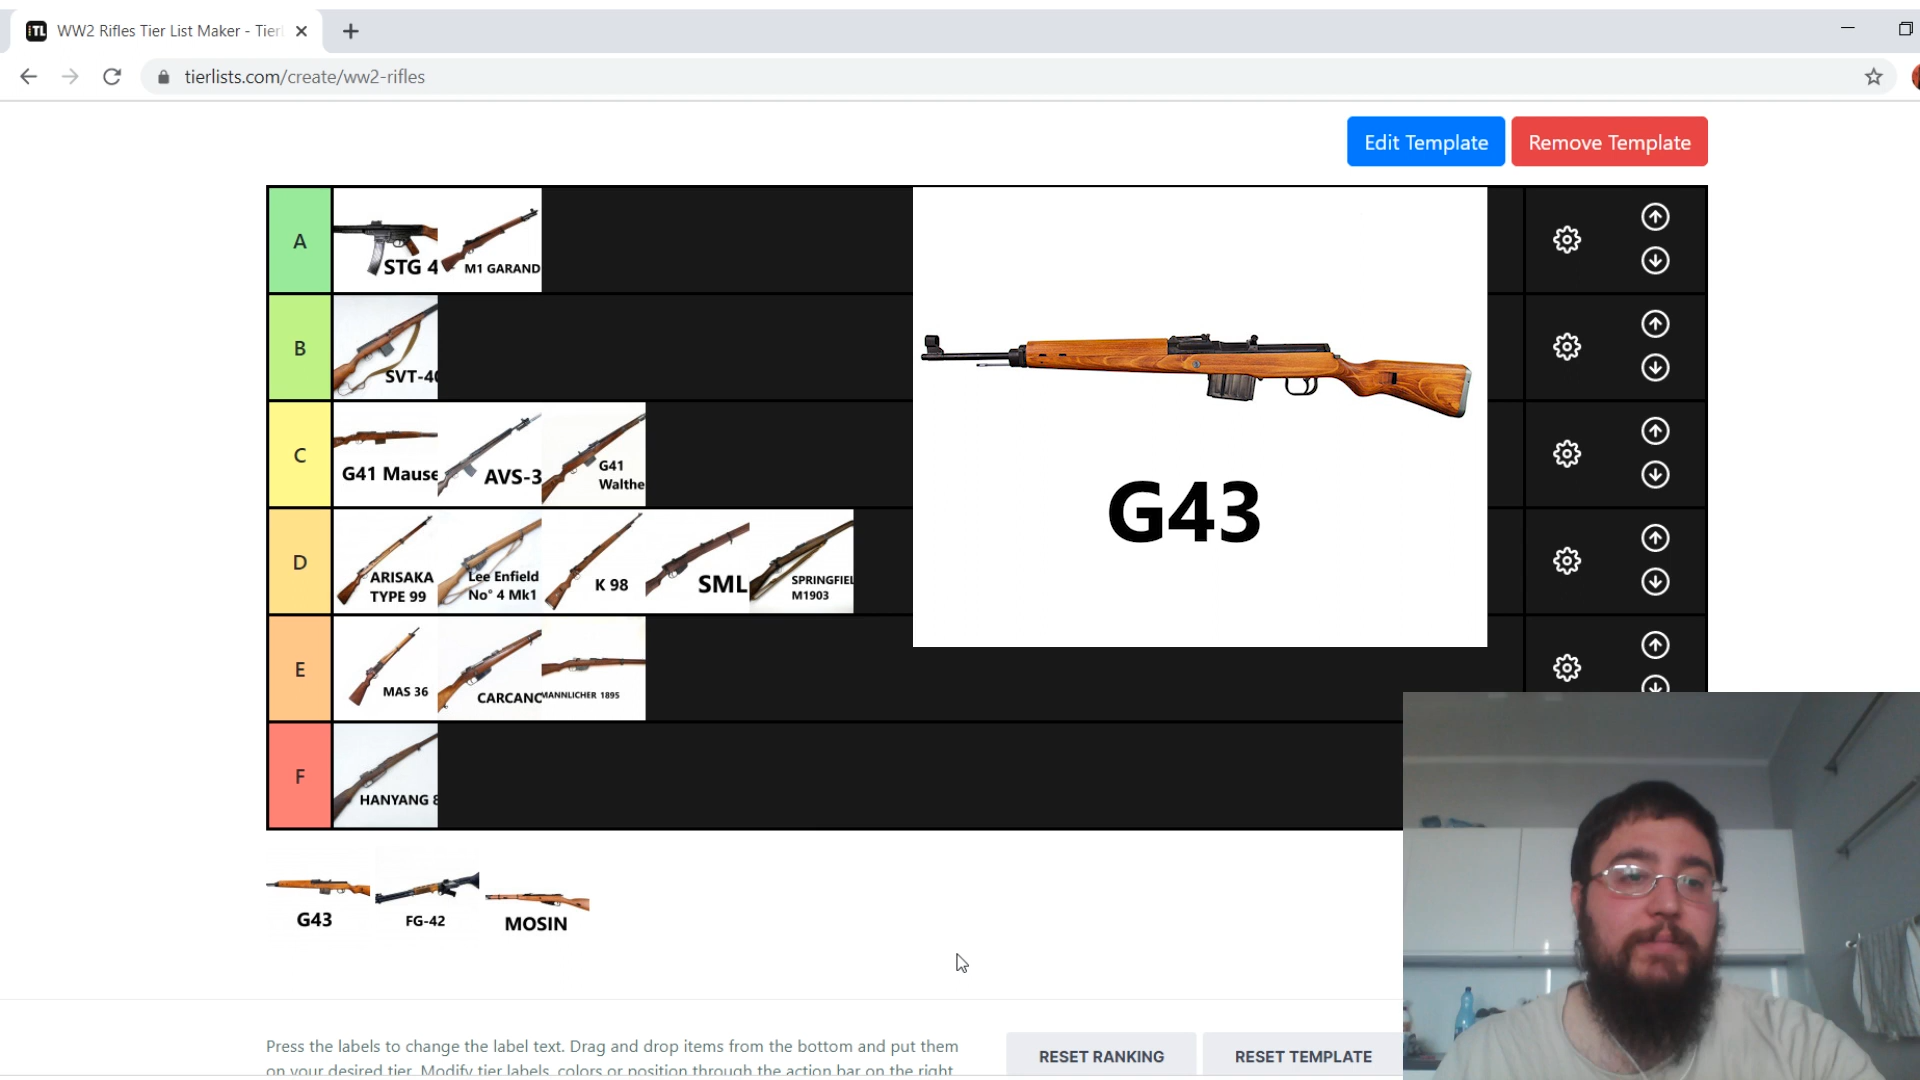 WW2 Rifles Tier List Maker - Tier
tierlists.com/create/ww2-rifles
Edit Template
Remove Template
A
STG 4
M1 GARAND
B
SVT-40
C
G41 Mause
AVS-3
G41
Walthe
G43
D
ARISAKA
TYPE 99
Lee Enfield
No° 4 Mk1
K 98
SML
SPRINGFIEL
M1903
E
MAS 36
CARCANO
MANNLICHER 1895
F
HANYANG 8
G43
FG-42
MOSIN
Press the labels to change the label text. Drag and drop items from the bottom and put them
on your desired tier. Modify tier labels, colors or position through the action bar on the right
RESET RANKING
RESET TEMPLATE